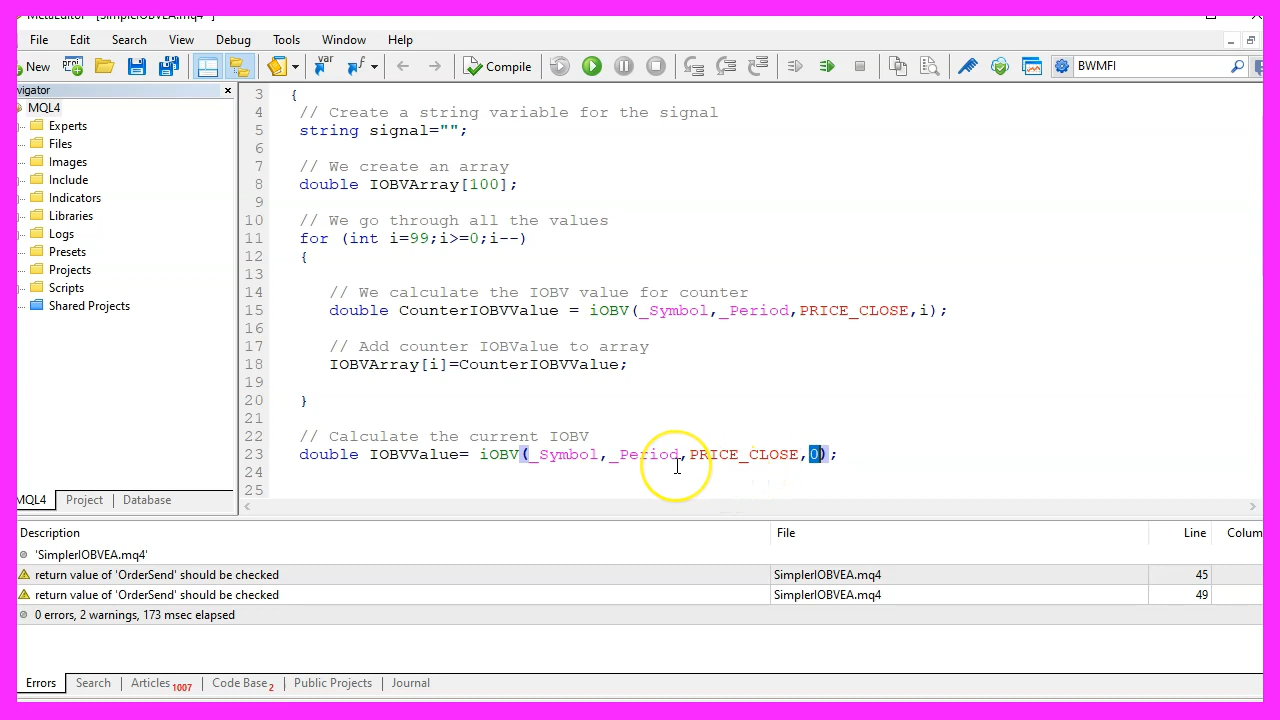 MetaEditor - [SimpleIOBVEA.mq4 *]
File Edit Search View Debug Tools Window Help
New var Compile BWMFI
vigator
MQL4
Experts
Files
Images
Include
Indicators
Libraries
Logs
Presets
Projects
Scripts
Shared Projects
MQL4 Project Database
3 {
4 // Create a string variable for the signal
5 string signal="";
6
7 // We create an array
8 double IOBVArray[100];
9
10 // We go through all the values
11 for (int i=99;i>=0;i--)
12 {
13
14 // We calculate the IOBV value for counter
15 double CounterIOBVValue = iOBV(_Symbol,_Period,PRICE_CLOSE,i);
16
17 // Add counter IOBValue to array
18 IOBVArray[i]=CounterIOBVValue;
19
20 }
21
22 // Calculate the current IOBV
23 double IOBVValue= iOBV(_Symbol,_Period,PRICE_CLOSE,0);
24
25
Description File Line Colum
'SimplerIOBVEA.mq4'
return value of 'OrderSend' should be checked SimplerIOBVEA.mq4 45
return value of 'OrderSend' should be checked SimplerIOBVEA.mq4 49
0 errors, 2 warnings, 173 msec elapsed
Errors Search Articles 1007 Code Base 2 Public Projects Journal